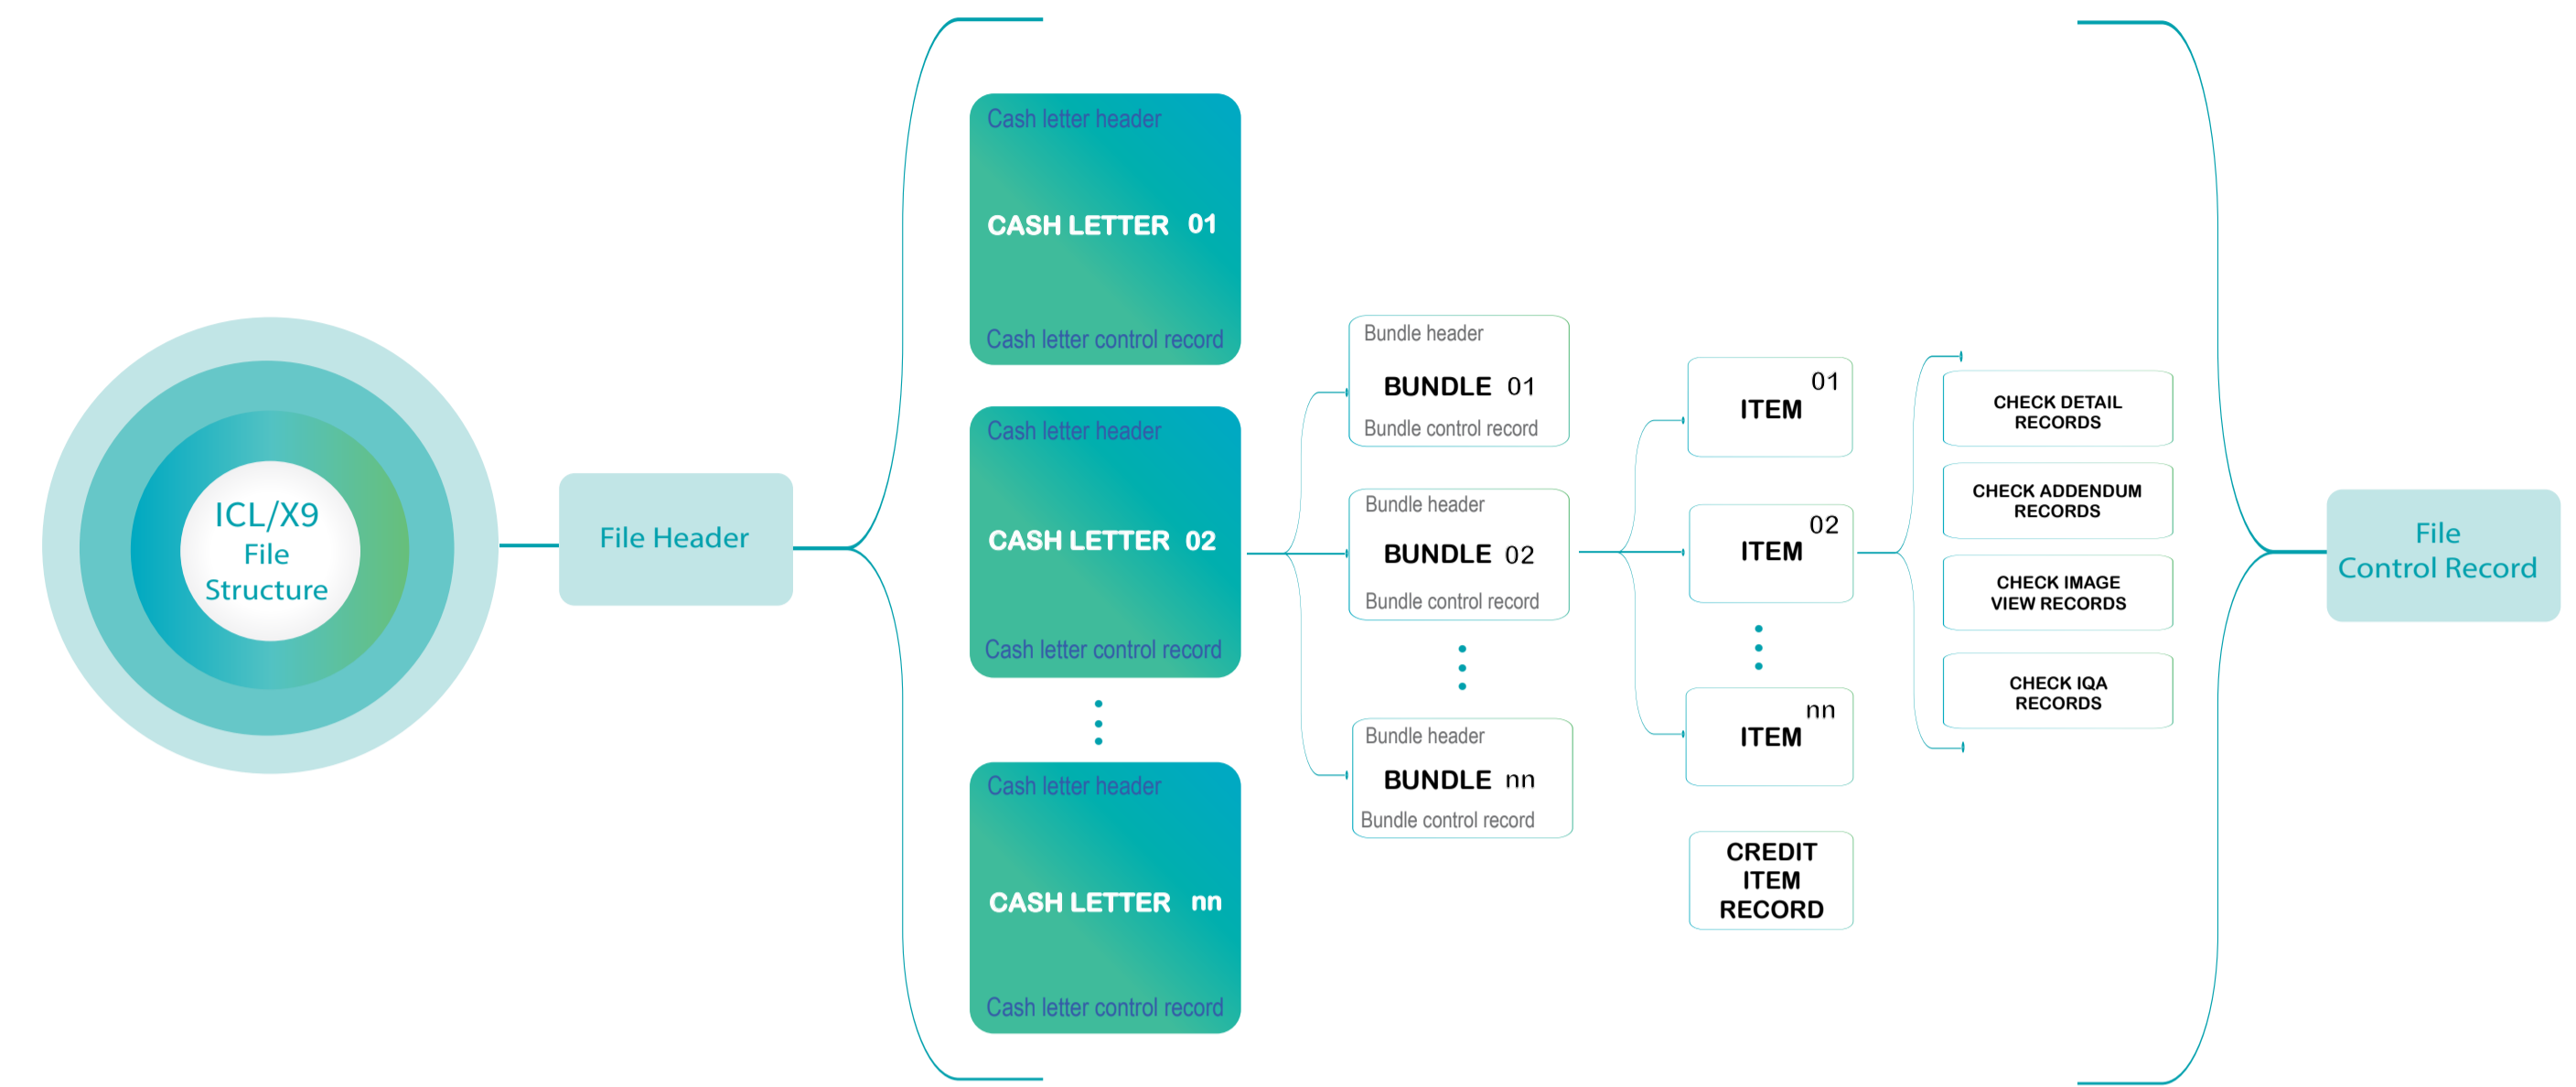 ICL/X9
File
Structure
File Header
Cash letter header
CASH LETTER 01
Cash letter control record
Cash letter header
CASH LETTER 02
Cash letter control record
Cash letter header
CASH LETTER nn
Cash letter control record
Bundle header
BUNDLE 01
Bundle control record
Bundle header
BUNDLE 02
Bundle control record
Bundle header
BUNDLE nn
Bundle control record
01
ITEM
02
ITEM
nn
ITEM
CREDIT
ITEM
RECORD
CHECK DETAIL
RECORDS
CHECK ADDENDUM
RECORDS
CHECK IMAGE
VIEW RECORDS
CHECK IQA
RECORDS
File
Control Record